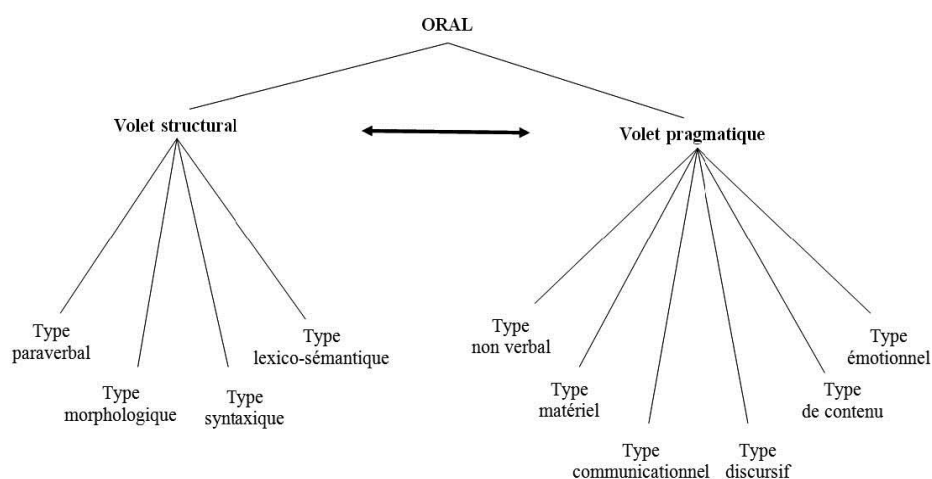 ORAL
Volet structural
Volet pragmatique
Type
paraverbal
Type
morphologique
Type
syntaxique
Type
lexico-sémantique
Type
non verbal
Type
matériel
Type
communicationnel
Type
discursif
Type
de contenu
Type
émotionnel